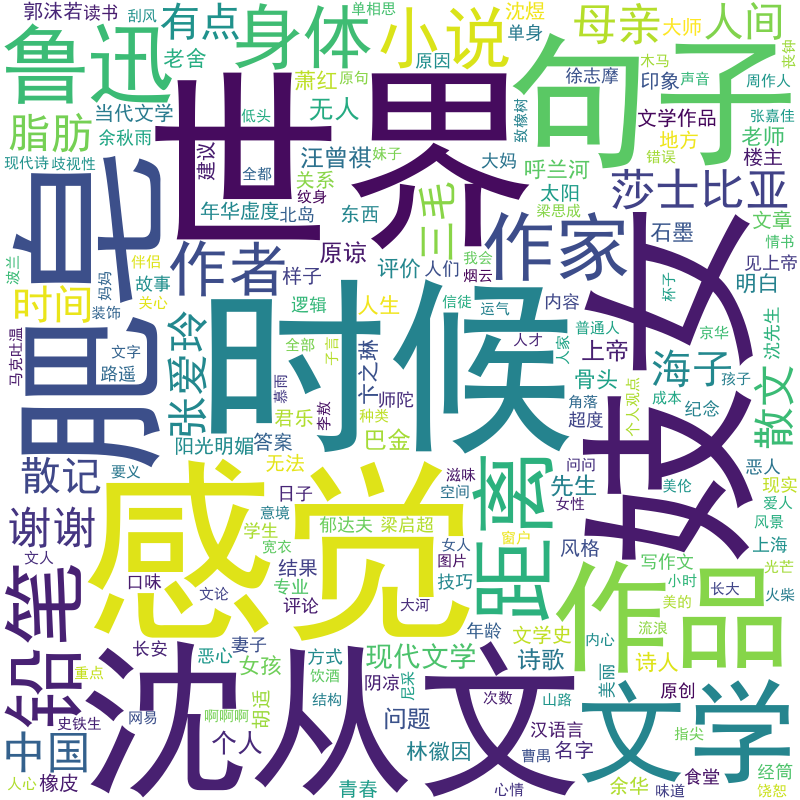 郭沫若 读书 刮风 单相思 有点 身体 小说 沈煜 单身 母亲 大师 人间 丧钟
鲁迅 老舍 萧红 原句 原因 句子 徐志摩 印象 木马 声音 周作人
当代文学 世界 无人 低头 致橡树 文学作品 张嘉佳
脂肪 余秋雨 建议 汪曾祺 妹子 大妈 呼兰河 地方 老师
现代诗 歧视性 全都 关系 纹身 三毛 太阳 错误 楼主
肥皂 年华虚度 北岛 东西 作家 梁思成 莎士比亚
作者 原谅 石墨 文章 情书
波兰 伴侣 妈妈 故事 样子 评价 人们 我会 烟云 妓女 见上帝
时间 关心 装饰 逻辑 人生 信徒 运气 内容 杯子 明白 沈先生
马克吐温 文字 路遥 张爱玲 时候 全部 子言 卞之琳 人才 普通人 人家 上帝 京华
慕雨 李敖 师陀 骨头 海子 孩子 散文
君乐 种类 角落 个人观点 成本 纪念
阳光明媚 答案 巴金 超度
散记 要义 无法 感觉 滋味 距离 问问 先生 美伦 恶人 现实
日子 空间 女性 爱人
谢谢 意境 学生 郁达夫 梁启超 风景
文人 宽衣 女人 窗户 风格 上海
铅笔 口味 结果 图片 技巧 写作文 光芒
专业 小时 长大 火柴
文论 评论 大河 作品 美的
长安 妻子 年龄 文学史 内心 流浪
恶心 女孩 方式 现代文学 诗歌 诗人
重点 沈从文 饮酒 阴凉 尼采 次数 山路 美丽 文学
史铁生 网易 啊啊啊 胡适 结构 问题 原创
中国 个人 林徽因 曹禺 汉语言 名字 指尖
人心 橡皮 青春 心情 余华 味道 食堂 经筒 饶恕